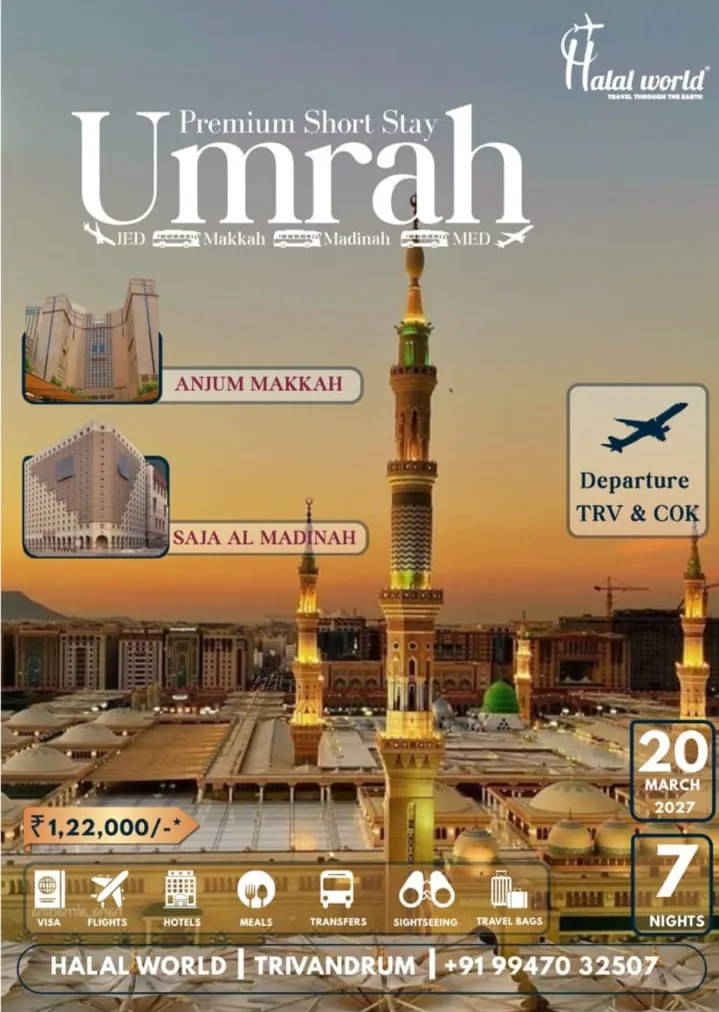 Halal world®
TRAVEL THROUGH THE EARTH
Premium Short Stay
Umrah
JED Makkah Madinah MED
ANJUM MAKKAH
SAJA AL MADINAH
Departure
TRV & COK
20
MARCH
2027
₹1,22,000/-*
7
NIGHTS
VISA FLIGHTS HOTELS MEALS TRANSFERS SIGHTSEEING TRAVEL BAGS
HALAL WORLD | TRIVANDRUM | +91 99470 32507